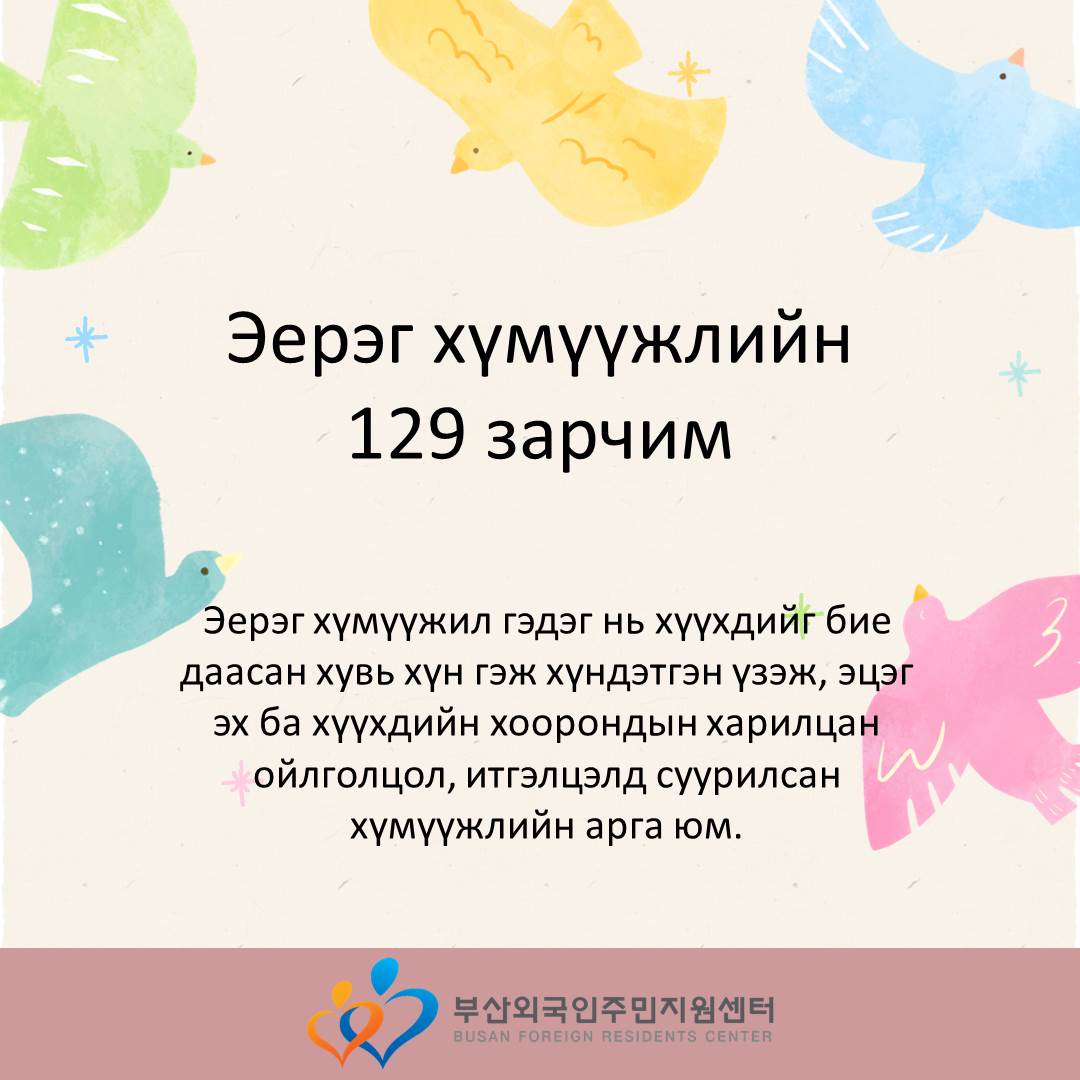 Эерэг хүмүүжлийн
129 зарчим
Эерэг хүмүүжил гэдэг нь хүүхдийг бие
даасан хувь хүн гэж хүндэтгэн үзэж, эцэг
эх ба хүүхдийн хоорондын харилцан
ойлголцол, итгэлцэлд суурилсан
хүмүүжлийн арга юм.
부산외국인주민지원센터
BUSAN FOREIGN RESIDENTS CENTER